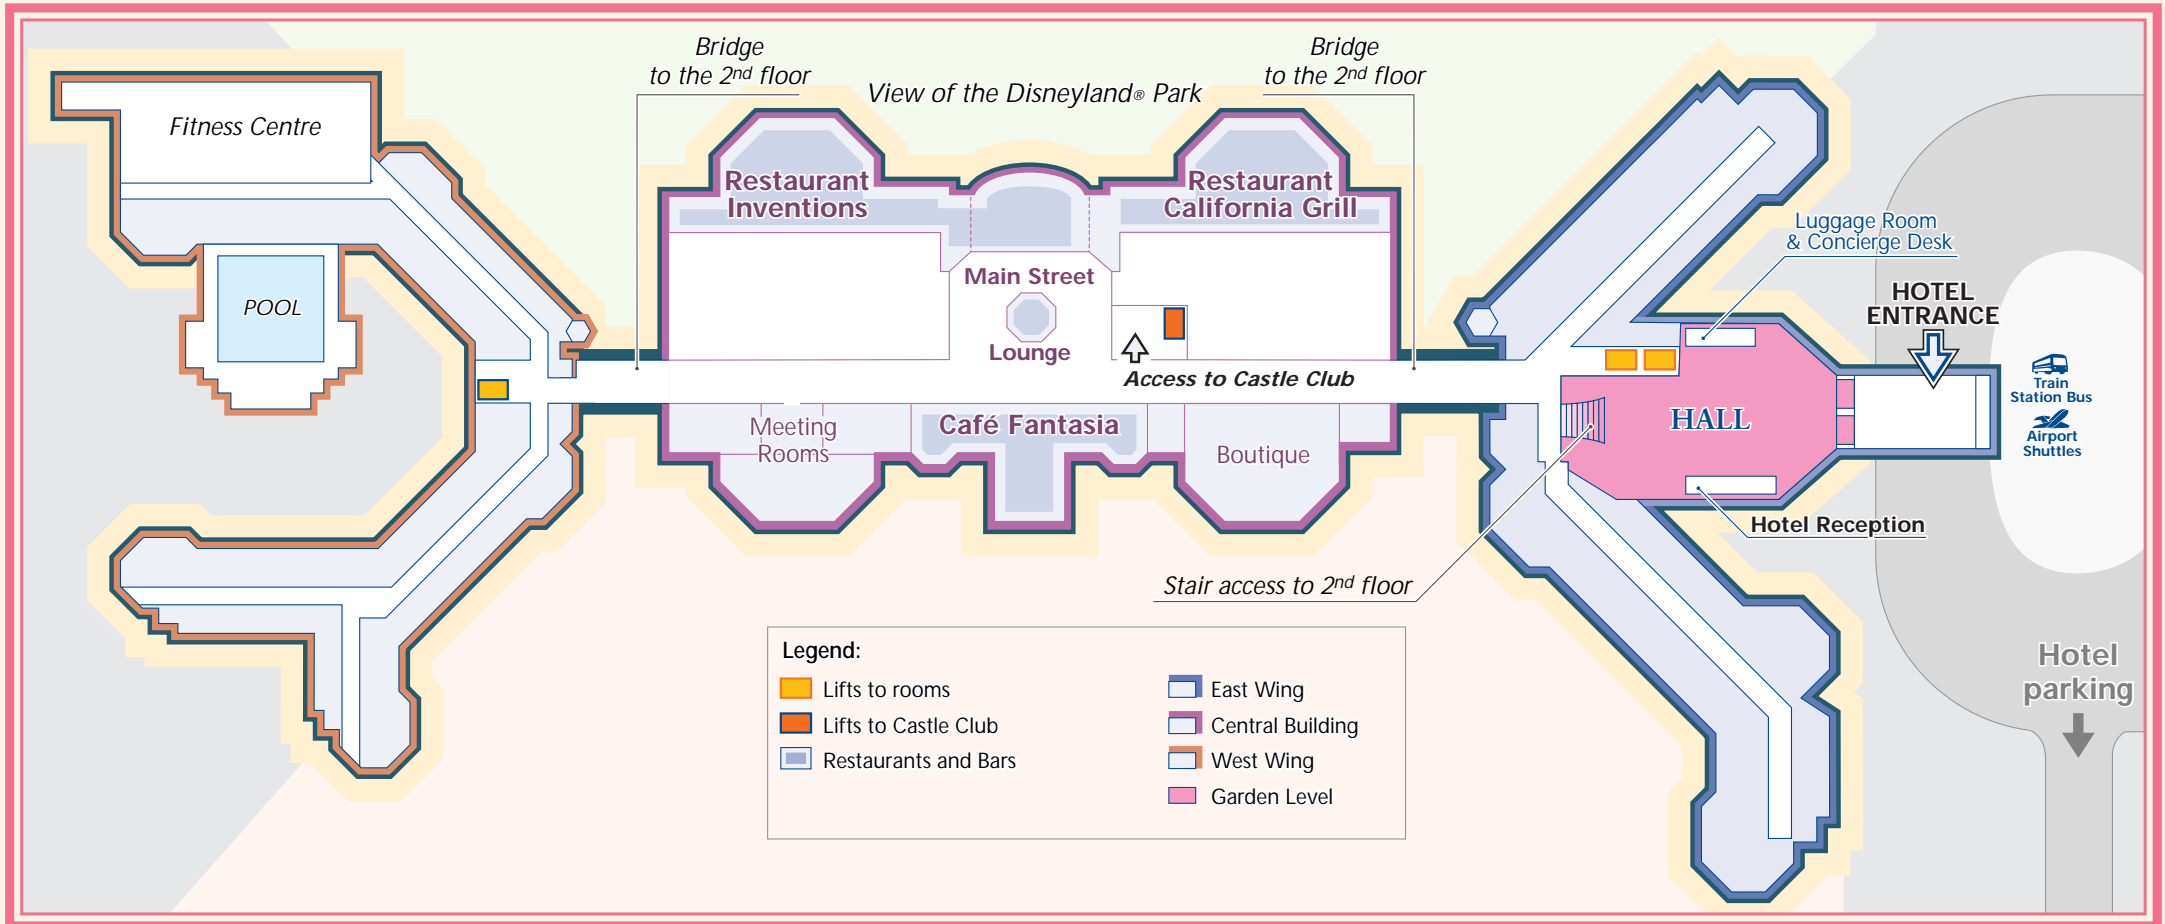 Bridge
to the 2nd floor
View of the Disneyland® Park
Bridge
to the 2nd floor
Fitness Centre
POOL
Restaurant
Inventions
Restaurant
California Grill
Main Street
Lounge
Access to Castle Club
Meeting
Rooms
Café Fantasia
Boutique
Luggage Room
& Concierge Desk
HOTEL
ENTRANCE
Train
Station Bus
Airport
Shuttles
HALL
Hotel Reception
Stair access to 2nd floor
Hotel
parking
Legend:
Lifts to rooms
Lifts to Castle Club
Restaurants and Bars
East Wing
Central Building
West Wing
Garden Level